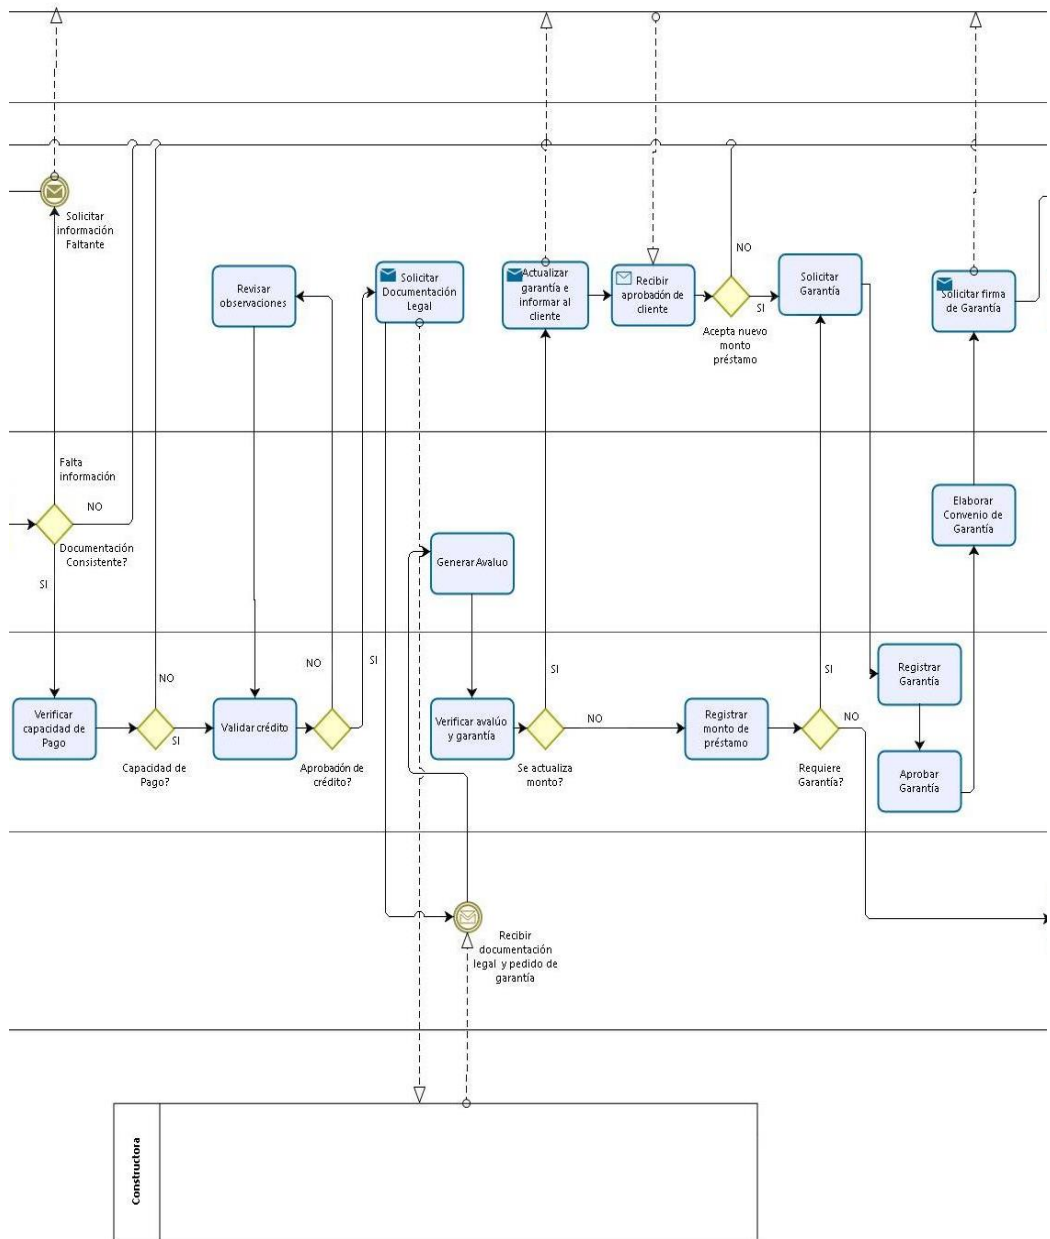 Solicitar
información
Faltante
Revisar
observaciones
Solicitar
Documentación
Legal
Actualizar
garantía e
informar al
cliente
Recibir
aprobación de
cliente
NO
SI
Acepta nuevo
monto
préstamo
Solicitar
Garantía
Solicitar firma
de Garantía
Falta
información
NO
Documentación
Consistente?
SI
Generar Avaluo
Elaborar
Convenio de
Garantía
Verificar
capacidad de
Pago
NO
SI
Capacidad de
Pago?
Validar crédito
NO
SI
Aprobación de
crédito?
Verificar avalúo
y garantía
SI
NO
Se actualiza
monto?
Registrar
monto de
préstamo
SI
NO
Requiere
Garantía?
Registrar
Garantía
Aprobar
Garantía
Recibir
documentación
legal y pedido de
garantía
Constructora